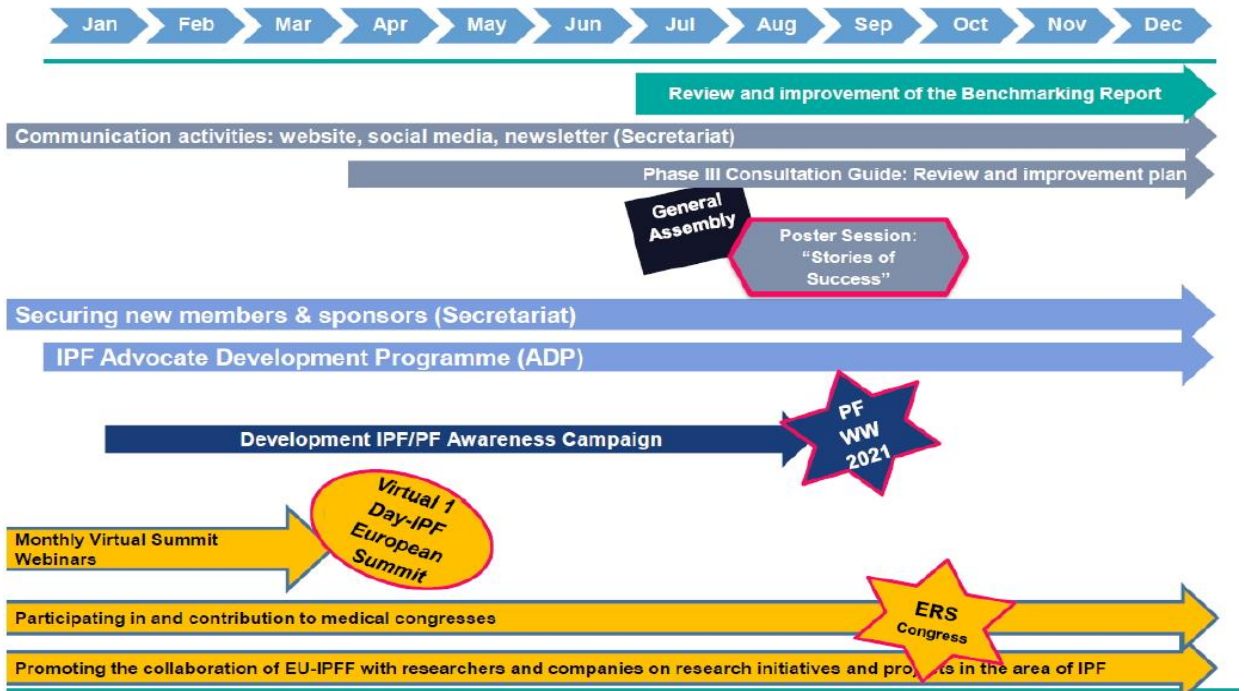 Jan Feb Mar Apr May Jun Jul Aug Sep Oct Nov Dec
Review and improvement of the Benchmarking Report
Communication activities: website, social media, newsletter (Secretariat)
Phase III Consultation Guide: Review and improvement plan
General
Assembly
Poster Session:
“Stories of
Success”
Securing new members & sponsors (Secretariat)
IPF Advocate Development Programme (ADP)
PF
WW
2021
Development IPF/PF Awareness Campaign
Virtual 1
Day-IPF
European
Summit
Monthly Virtual Summit
Webinars
ERS
Congress
Participating in and contribution to medical congresses
Promoting the collaboration of EU-IPFF with researchers and companies on research initiatives and projects in the area of IPF